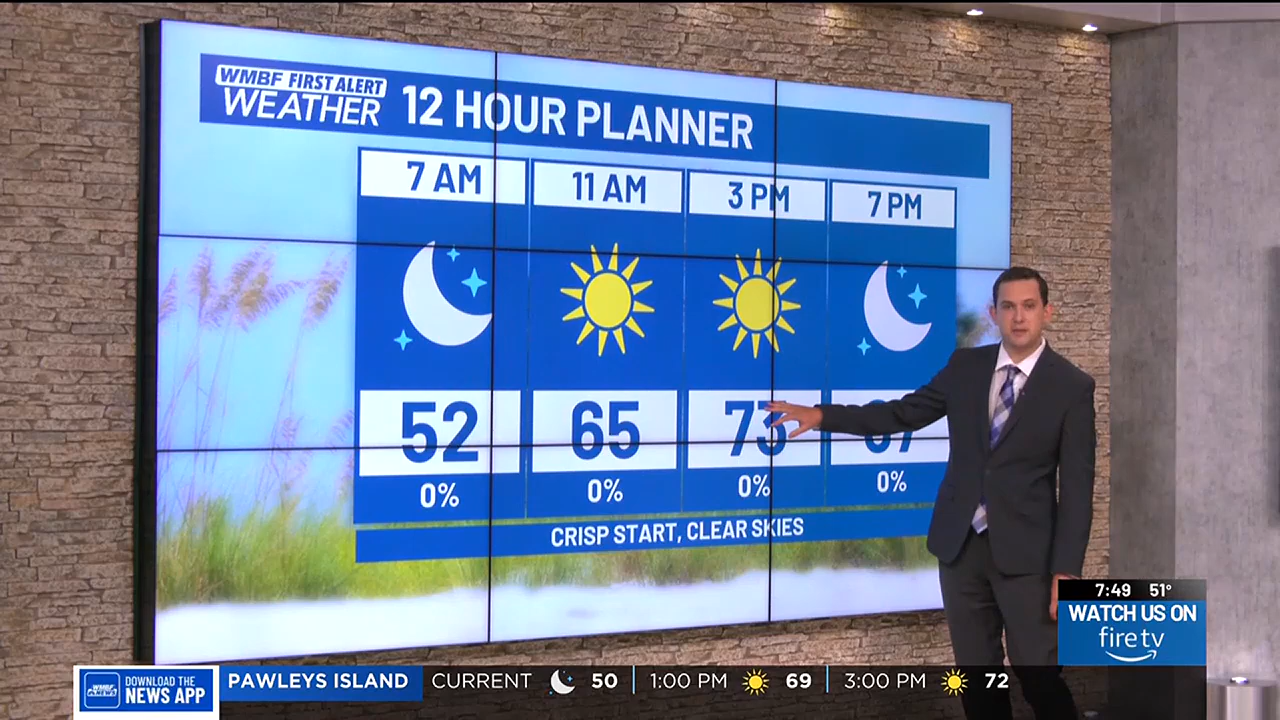 WMBF FIRST ALERT
WEATHER
12 HOUR PLANNER
7 AM
11 AM
3 PM
7 PM
52
65
73
67
0%
0%
0%
0%
CRISP START, CLEAR SKIES
7:49 51°
WATCH US ON
fire tv
DOWNLOAD THE
NEWS APP
PAWLEYS ISLAND
CURRENT 50
1:00 PM 69
3:00 PM 72